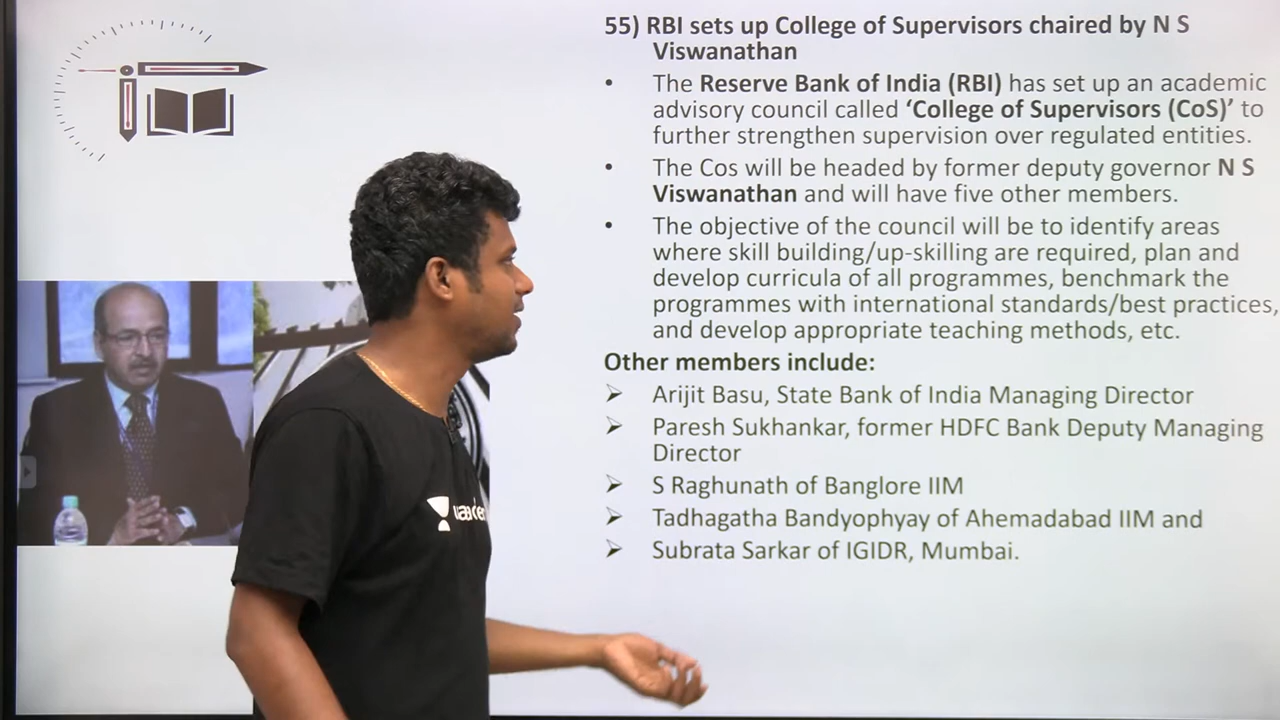 55) RBI sets up College of Supervisors chaired by N S
Viswanathan
• The Reserve Bank of India (RBI) has set up an academic
advisory council called ‘College of Supervisors (CoS)’ to
further strengthen supervision over regulated entities.
• The Cos will be headed by former deputy governor N S
Viswanathan and will have five other members.
• The objective of the council will be to identify areas
where skill building/up-skilling are required, plan and
develop curricula of all programmes, benchmark the
programmes with international standards/best practices,
and develop appropriate teaching methods, etc.
Other members include:
➢ Arijit Basu, State Bank of India Managing Director
➢ Paresh Sukhankar, former HDFC Bank Deputy Managing
Director
➢ S Raghunath of Banglore IIM
➢ Tadhagatha Bandyophyay of Ahemadabad IIM and
➢ Subrata Sarkar of IGIDR, Mumbai.